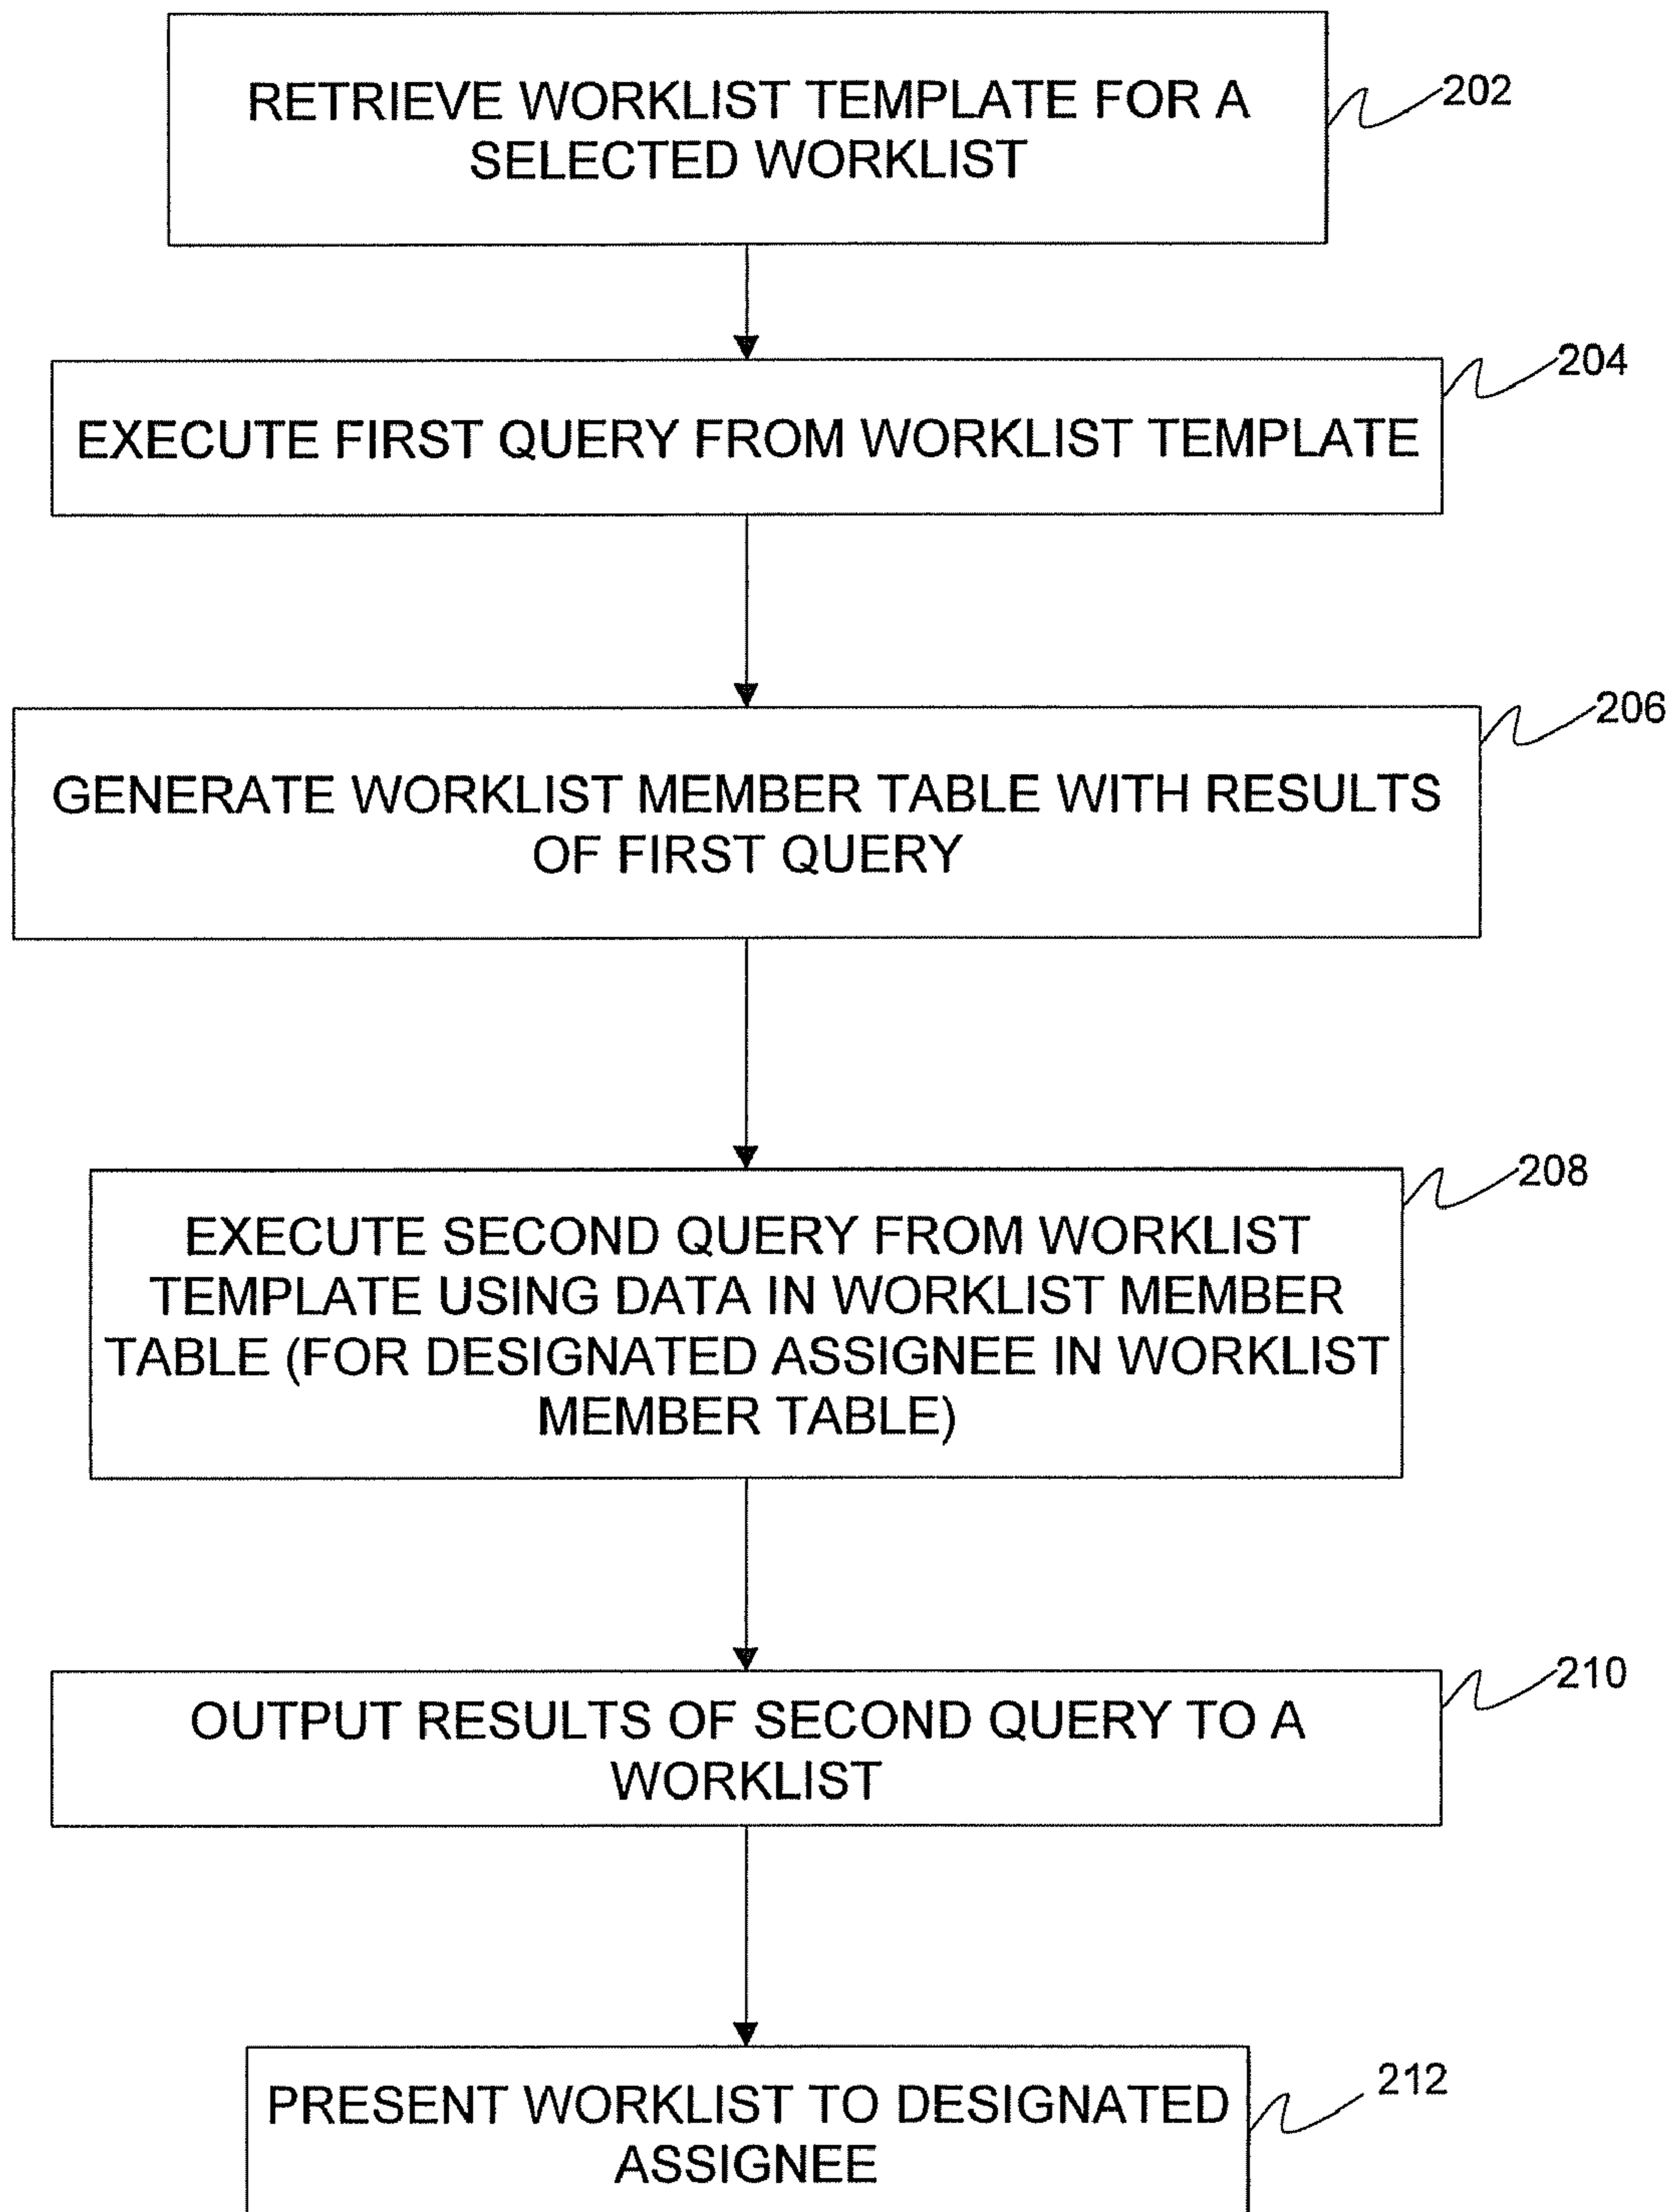 RETRIEVE WORKLIST TEMPLATE FOR A
SELECTED WORKLIST
202
EXECUTE FIRST QUERY FROM WORKLIST TEMPLATE
204
GENERATE WORKLIST MEMBER TABLE WITH RESULTS
OF FIRST QUERY
206
EXECUTE SECOND QUERY FROM WORKLIST
TEMPLATE USING DATA IN WORKLIST MEMBER
TABLE (FOR DESIGNATED ASSIGNEE IN WORKLIST
MEMBER TABLE)
208
OUTPUT RESULTS OF SECOND QUERY TO A
WORKLIST
210
PRESENT WORKLIST TO DESIGNATED
ASSIGNEE
212